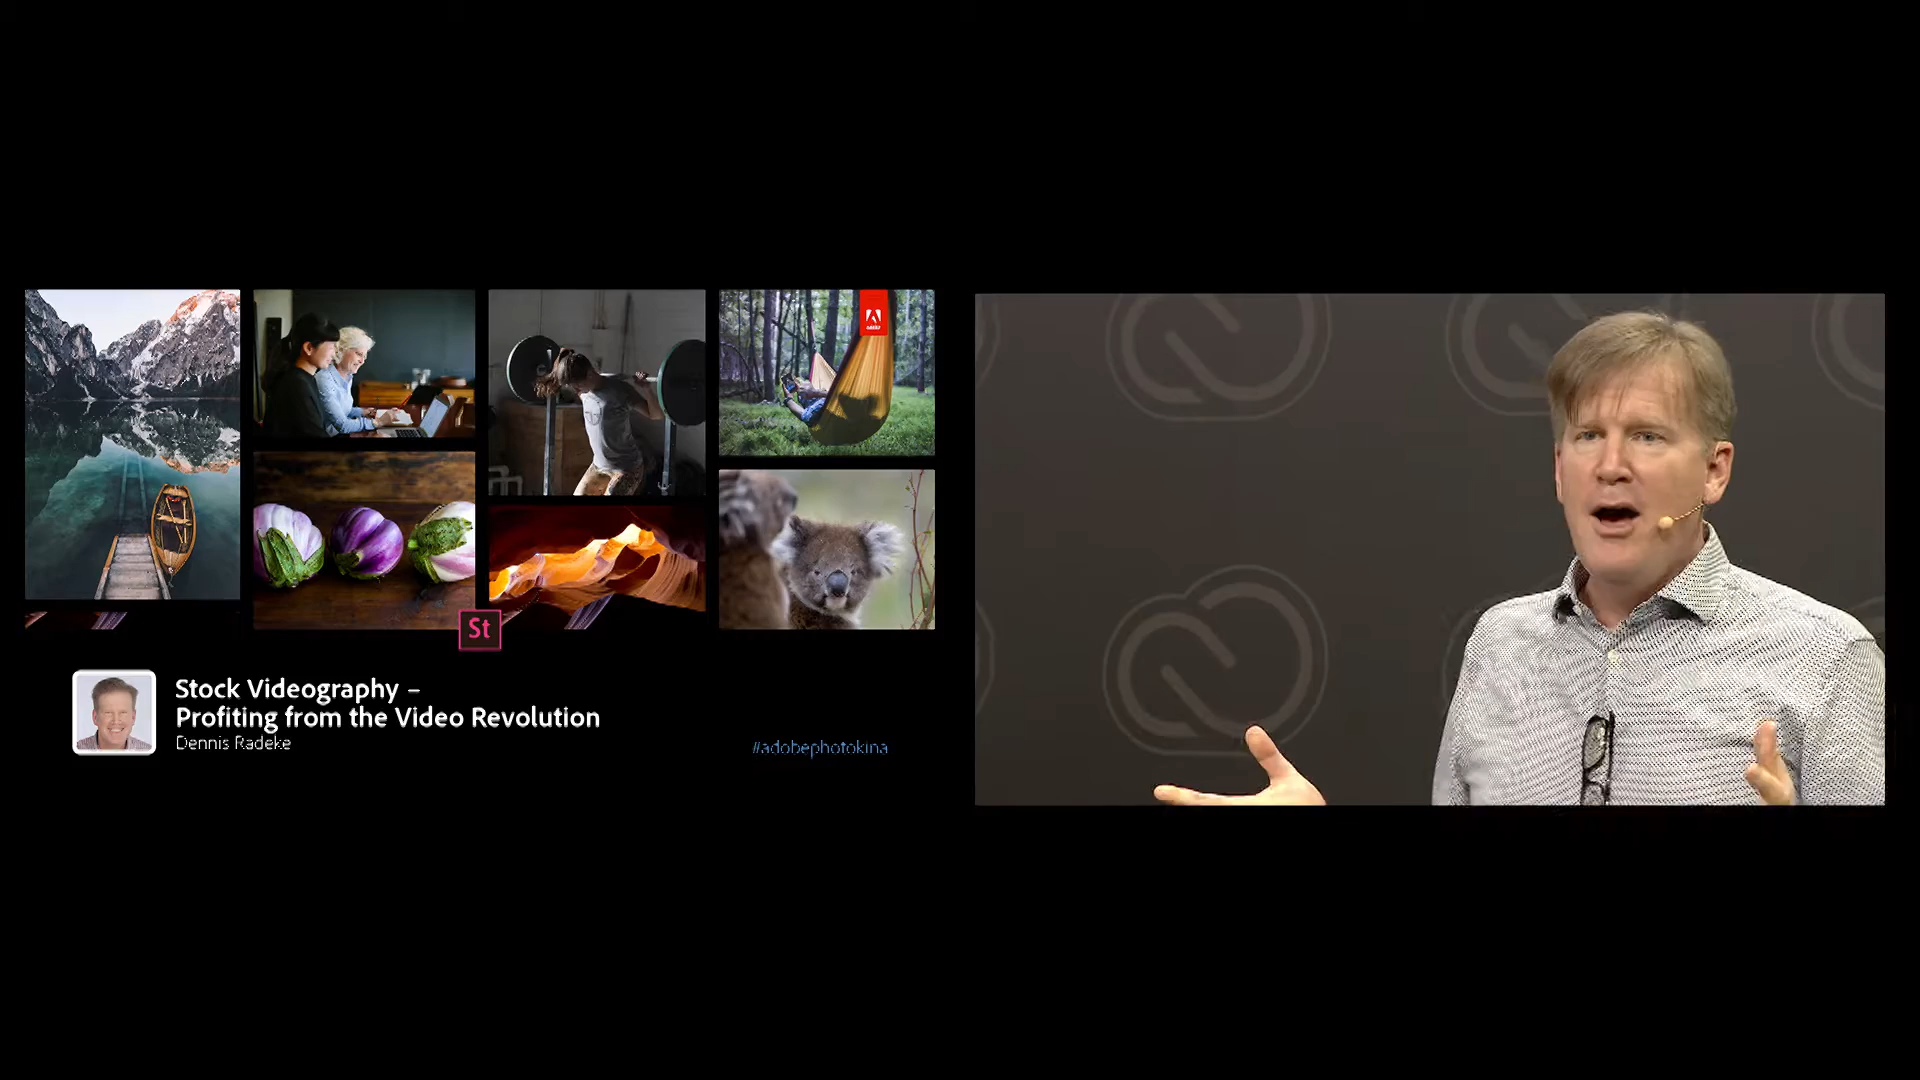 St
Stock Videography –
Profiting from the Video Revolution
Dennis Radeke
#adobephotokina